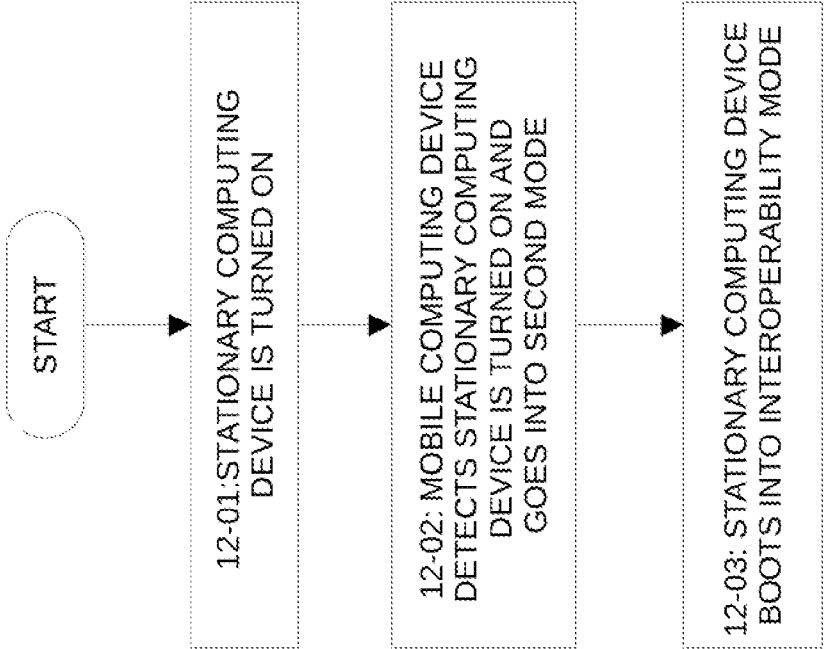 START
12-01:STATIONARY COMPUTING
DEVICE IS TURNED ON
12-02: MOBILE COMPUTING DEVICE
DETECTS STATIONARY COMPUTING
DEVICE IS TURNED ON AND
GOES INTO SECOND MODE
12-03: STATIONARY COMPUTING DEVICE
BOOTS INTO INTEROPERABILITY MODE